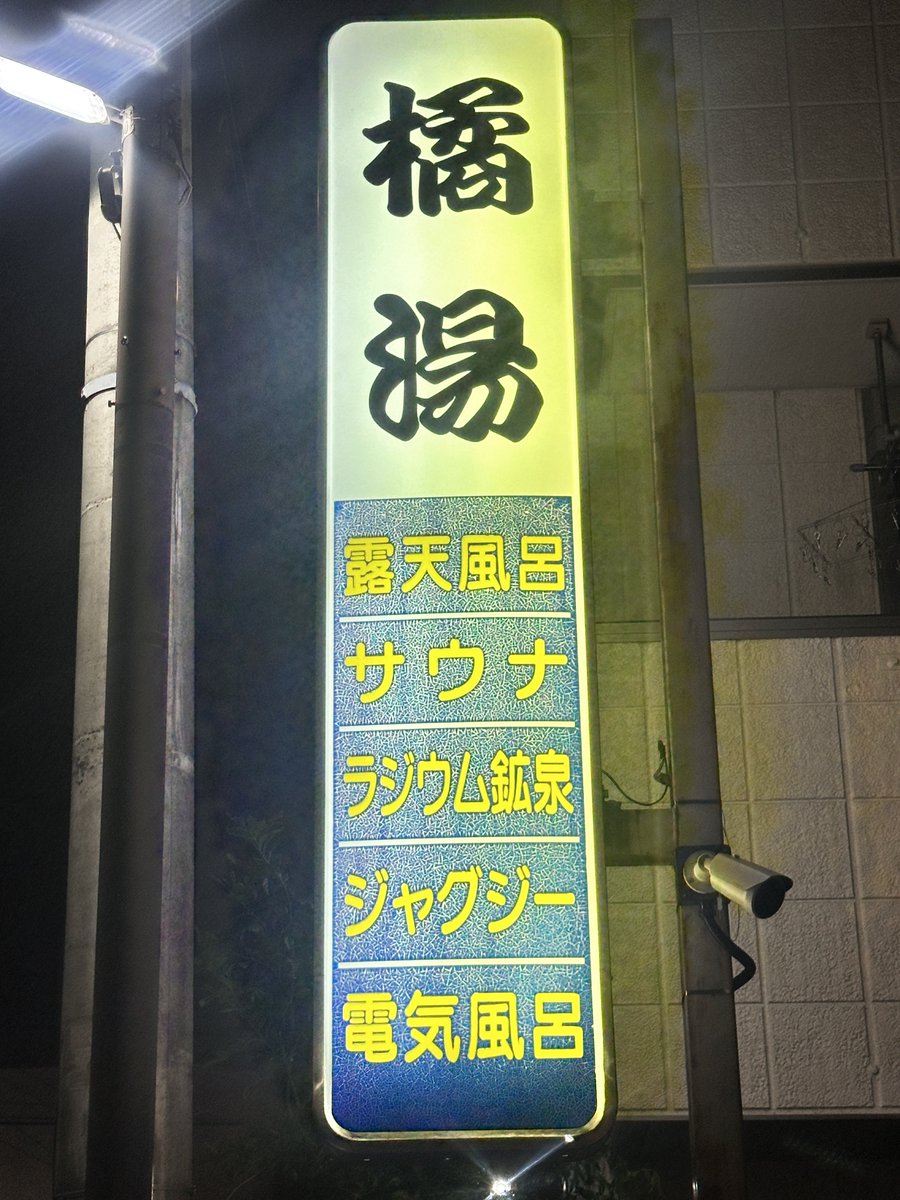 橘湯
露天風呂
サウナ
ラジウム鉱泉
ジャグジー
電気風呂